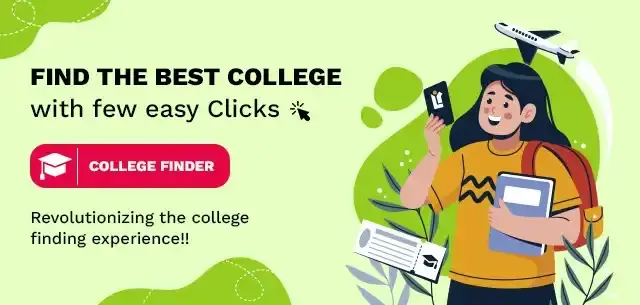 FIND THE BEST COLLEGE
with few easy Clicks
COLLEGE FINDER
Revolutionizing the college
finding experience!!